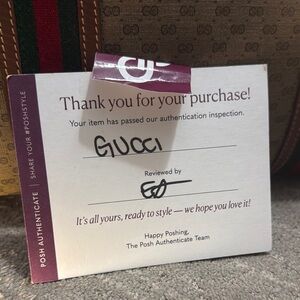 Thank you for your purchase!
Your item has passed our authentication inspection.
GUCCI
Reviewed by
It's all yours, ready to style — we hope you love it!
Happy Poshing,
The Posh Authenticate Team
POSH AUTHENTICATE | SHARE YOUR #POSHSTYLE